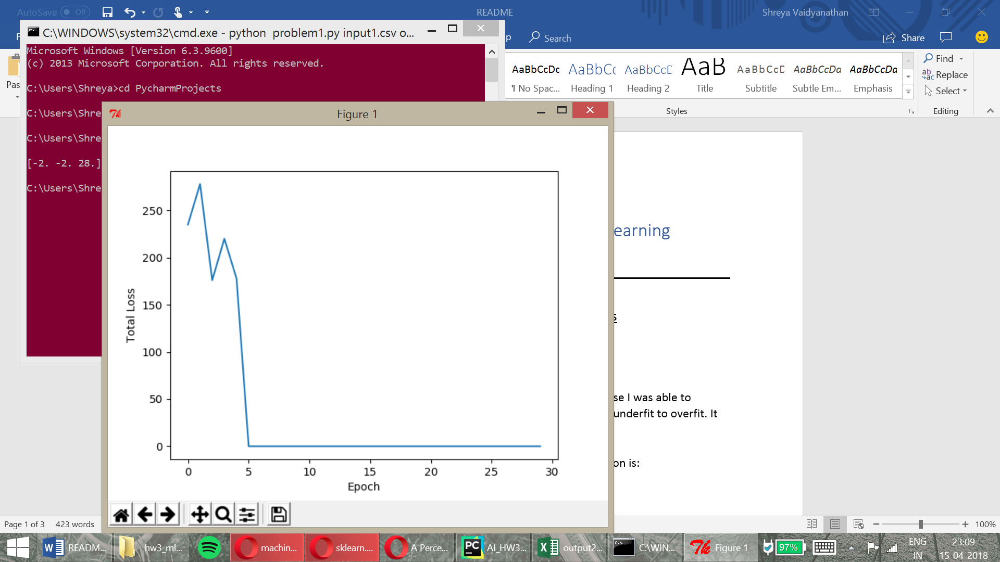 AutoSave Off
README
Shreya Vaidyanathan
C:\WINDOWS\system32\cmd.exe - python  problem1.py input1.csv o...
F
p
Search
Share
Microsoft Windows [Version 6.3.9600]
(c) 2013 Microsoft Corporation. All rights reserved.
C:\Users\Shreya>cd PycharmProjects
C:\Users\Shre
C:\Users\Shre
[-2. -2. 28.]
C:\Users\Shre
Pas
AaBbCcDc AaBbCc AaBbCcD AaB AaBbCcD AaBbCcDa AaBbCcDa
¶ No Spac... Heading 1 Heading 2 Title Subtitle Subtle Em... Emphasis
Styles
Find
Replace
Select
Editing
Figure 1
250
200
150
100
50
0
Total Loss
0 5 10 15 20 25 30
Epoch
earning
s
se I was able to
underfit to overfit. It
on is:
Page 1 of 3 423 words
100%
READM...
hw3_ml...
machin...
sklearn....
A Perce...
AI_HW3...
output2...
C:\WIN...
Figure 1
97%
ENG
IN
23:09
15-04-2018